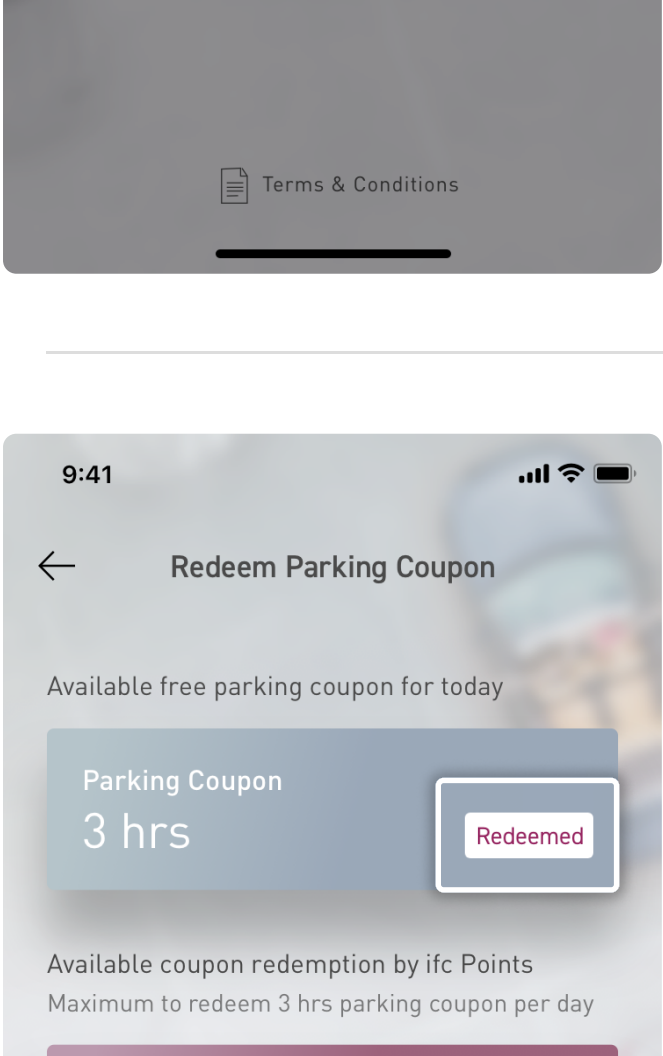 Terms & Conditions
9:41
Redeem Parking Coupon
Available free parking coupon for today
Parking Coupon
3 hrs
Redeemed
Available coupon redemption by ifc Points
Maximum to redeem 3 hrs parking coupon per day